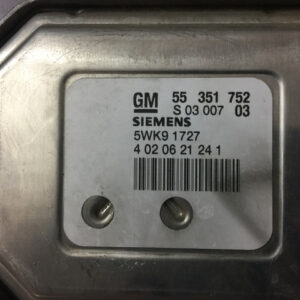 GM 55 351 752
S 03 007 03
SIEMENS
5WK9 1727
4 02 06 21 24 1